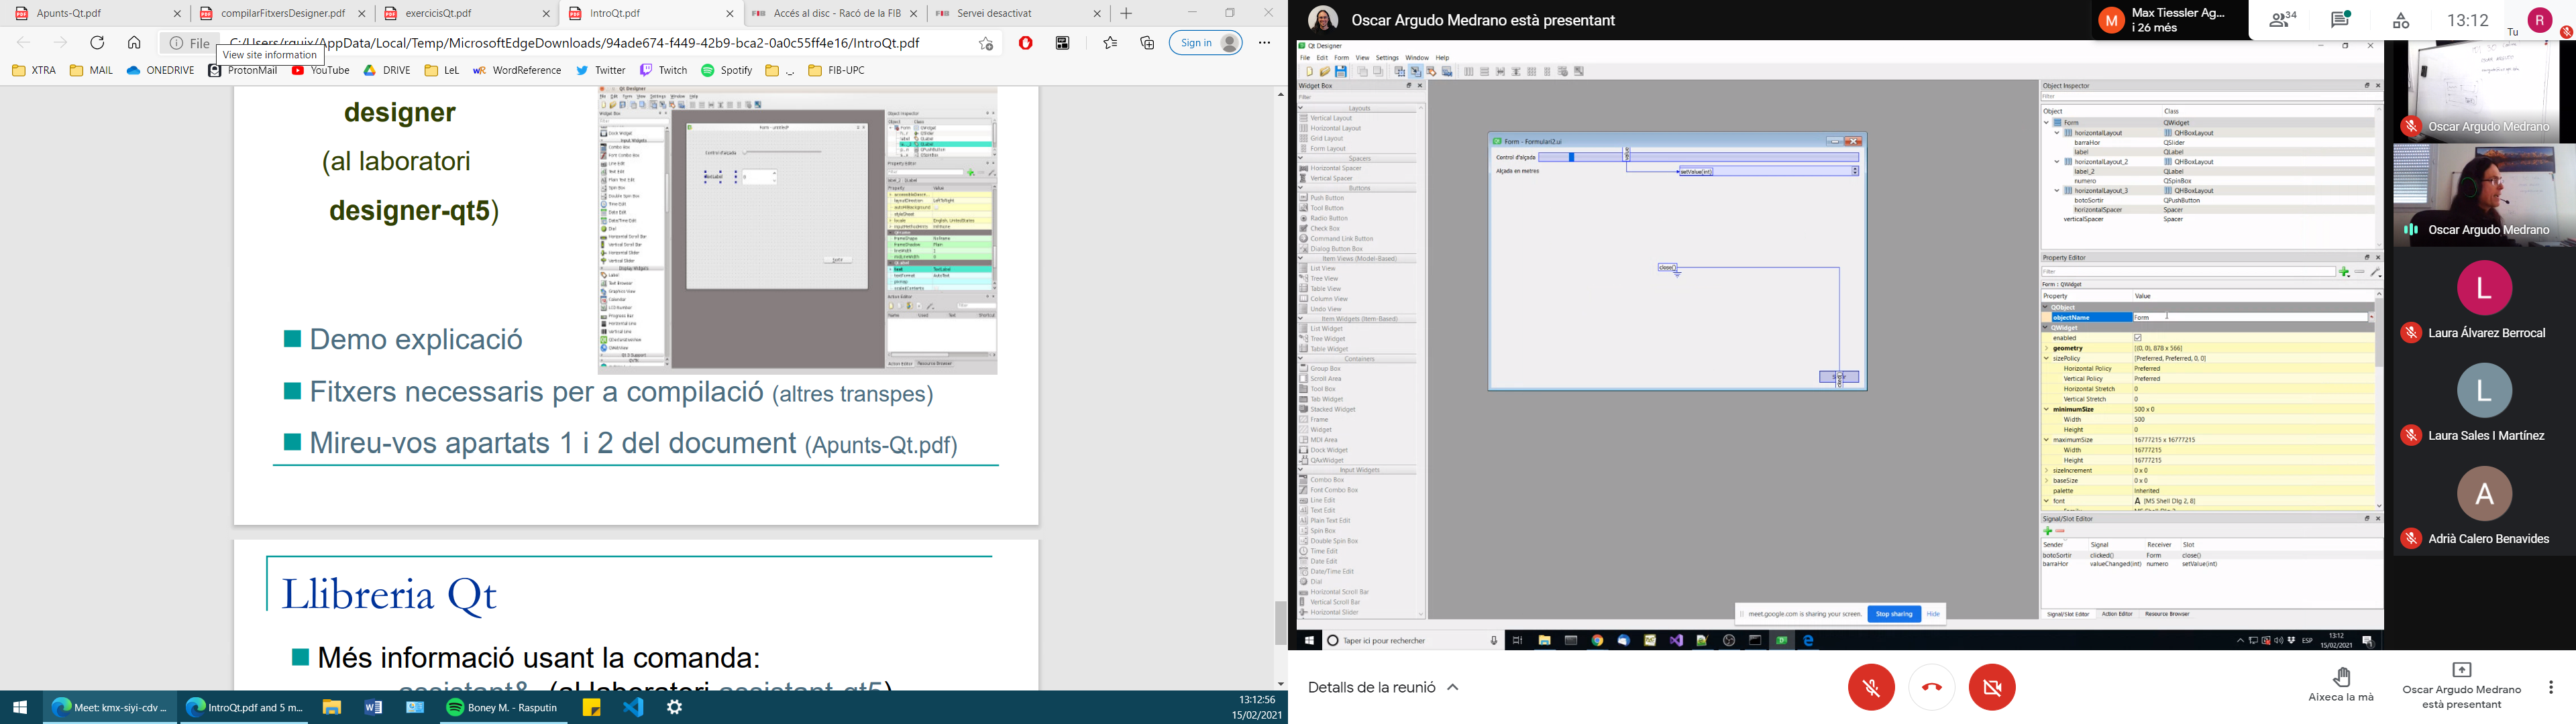 Apunts-Qt.pdf
compilarFitxersDesigner.pdf
exercicisQt.pdf
IntroQt.pdf
Accés al disc - Racó de la FIB
Servei desactivat
File
C:/Users/rguix/AppData/Local/Temp/MicrosoftEdgeDownloads/94ade674-f449-42b9-bca2-0a0c55ff4e16/IntroQt.pdf
Sign in
View site information
XTRA
MAIL
ONEDRIVE
ProtonMail
YouTube
DRIVE
LeL
WordReference
Twitter
Twitch
Spotify
FIB-UPC
designer
(al laboratori
designer-qt5)
Demo explicació
Fitxers necessaris per a compilació (altres transpes)
Mireu-vos apartats 1 i 2 del document (Apunts-Qt.pdf)
Llibreria Qt
Més informació usant la comanda:
assistant& (al laboratori assistant-qt5)
Meet: kmx-siyi-cdv ...
IntroQt.pdf and 5 m...
Boney M. - Rasputin
13:12:56
15/02/2021
Oscar Argudo Medrano està presentant
M
Max Tiessler Ag...
i 26 més
34
13:12
Tu
R
Qt Designer
File Edit Form View Settings Window Help
Widget Box
Filter
Layouts
Vertical Layout
Horizontal Layout
Grid Layout
Form Layout
Spacers
Horizontal Spacer
Vertical Spacer
Buttons
Push Button
Tool Button
Radio Button
Check Box
Command Link Button
Dialog Button Box
Item Views (Model-Based)
List View
Tree View
Table View
Column View
Undo View
Item Widgets (Item-Based)
List Widget
Tree Widget
Table Widget
Containers
Group Box
Scroll Area
Tool Box
Tab Widget
Stacked Widget
Frame
Widget
MDI Area
Dock Widget
QAxWidget
Input Widgets
Combo Box
Font Combo Box
Line Edit
Text Edit
Plain Text Edit
Spin Box
Double Spin Box
Time Edit
Date Edit
Date/Time Edit
Dial
Horizontal Scroll Bar
Vertical Scroll Bar
Horizontal Slider
Form - Formulari2.ui
Control d'alçada
Alçada en metres
setValue(int)
close()
Object Inspector
Filter
Object Class
Form QWidget
horizontalLayout QHBoxLayout
barraHor QSlider
label QLabel
horizontalLayout_2 QHBoxLayout
label_2 QLabel
numero QSpinBox
horizontalLayout_3 QHBoxLayout
botoSortir QPushButton
horizontalSpacer Spacer
verticalSpacer Spacer
Property Editor
Filter
Form : QWidget
Property Value
QObject
objectName Form
QWidget
enabled
geometry [(0, 0), 878 x 566]
sizePolicy [Preferred, Preferred, 0, 0]
Horizontal Policy Preferred
Vertical Policy Preferred
Horizontal Stretch 0
Vertical Stretch 0
minimumSize 500 x 0
Width 500
Height 0
maximumSize 16777215 x 16777215
Width 16777215
Height 16777215
sizeIncrement 0 x 0
baseSize 0 x 0
palette Inherited
font A [MS Shell Dlg 2, 8]
Signal/Slot Editor
Sender Signal Receiver Slot
botoSortir clicked() Form close()
barraHor valueChanged(int) numero setValue(int)
Signal/Slot Editor Action Editor Resource Browser
meet.google.com is sharing your screen. Stop sharing Hide
Taper ici pour rechercher
ESP
13:12
15/02/2021
Oscar Argudo Medrano
Oscar Argudo Medrano
L
Laura Álvarez Berrocal
L
Laura Sales I Martínez
A
Adrià Calero Benavides
Detalls de la reunió
Aixeca la mà
Oscar Argudo Medrano
està presentant